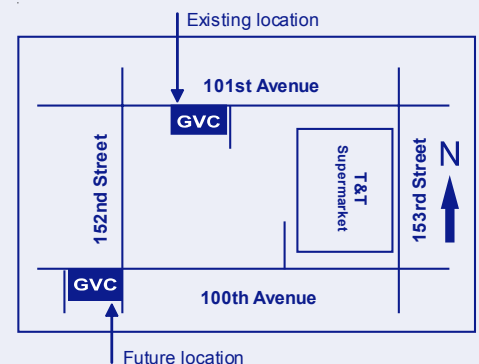 Existing location
101st Avenue
GVC
152nd Street
T&T
Supermarket
153rd Street
N
GVC
100th Avenue
Future location